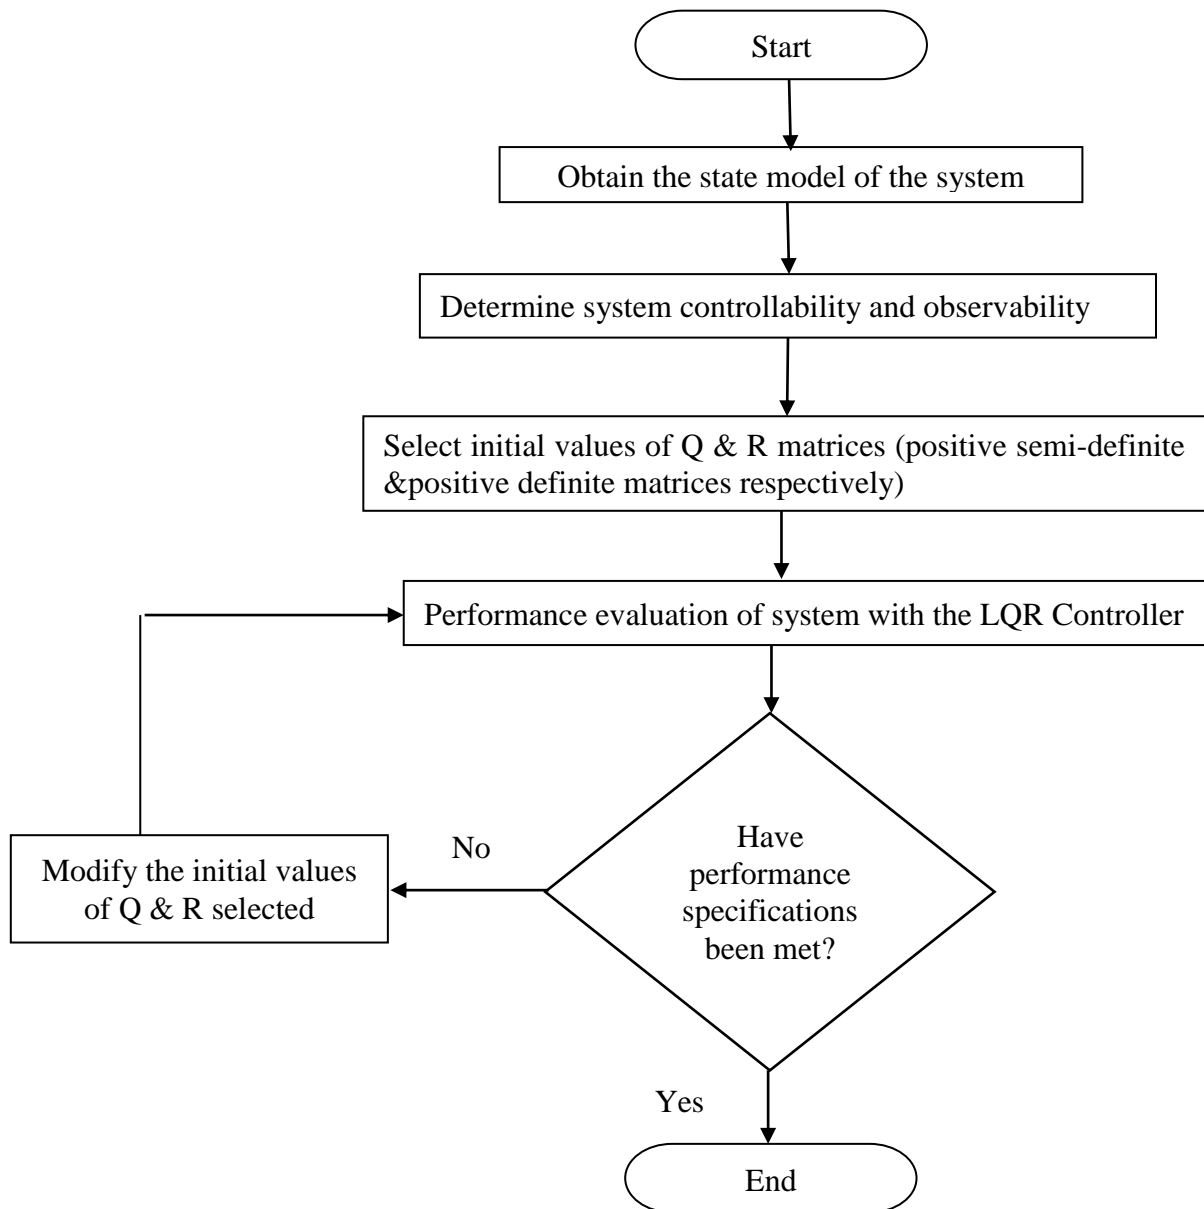 Start
Obtain the state model of the system
Determine system controllability and observability
Select initial values of Q & R matrices (positive semi-definite
&positive definite matrices respectively)
Performance evaluation of system with the LQR Controller
Have
performance
specifications
been met?
No
Modify the initial values
of Q & R selected
Yes
End